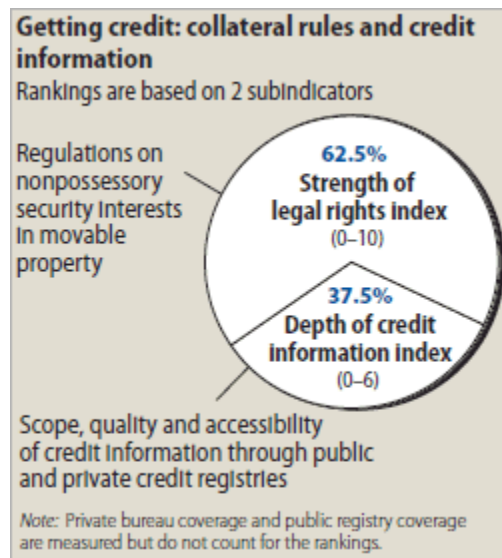 Getting credit: collateral rules and credit
information
Rankings are based on 2 subindicators
Regulations on
nonpossessory
security interests
in movable
property
62.5%
Strength of
legal rights index
(0–10)
37.5%
Depth of credit
information index
(0–6)
Scope, quality and accessibility
of credit information through public
and private credit registries
Note: Private bureau coverage and public registry coverage
are measured but do not count for the rankings.